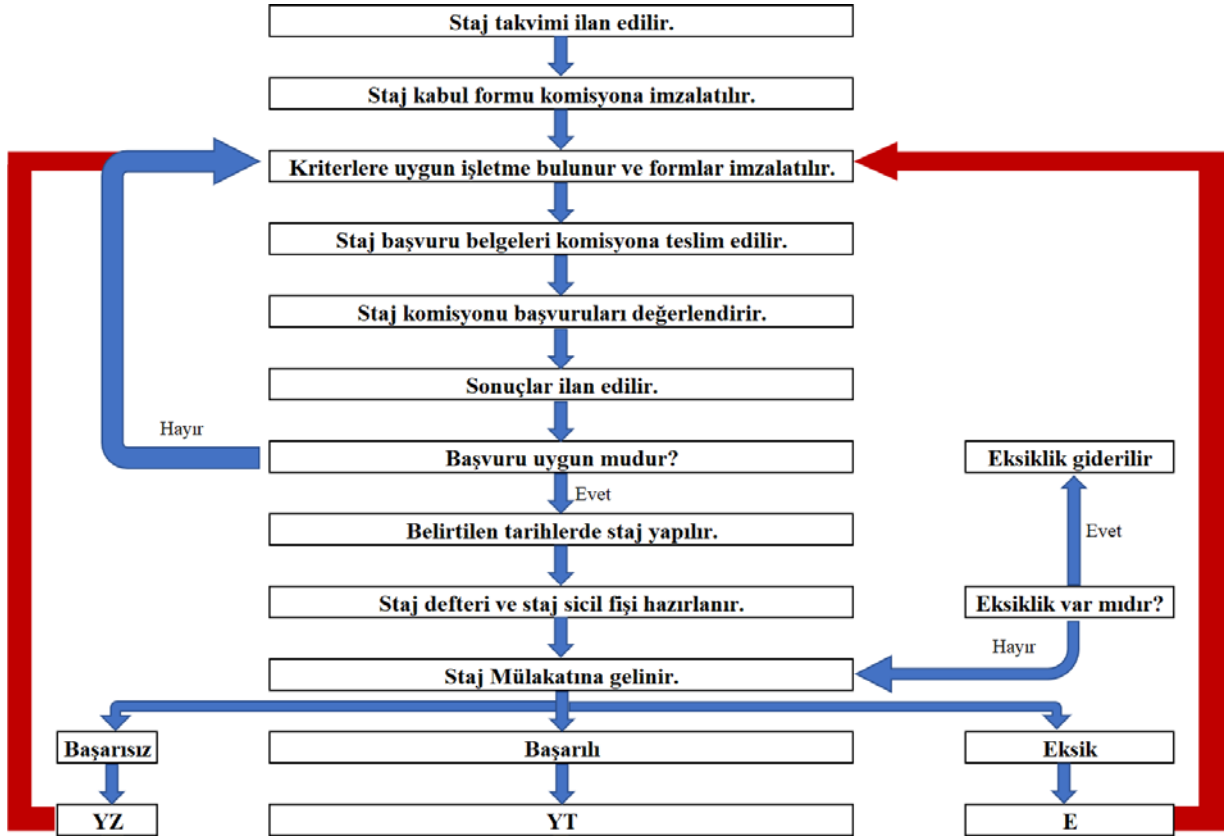 Staj takvimi ilan edilir.
Staj kabul formu komisyona imzalatılır.
Kriterlere uygun işletme bulunur ve formlar imzalatılır.
Staj başvuru belgeleri komisyona teslim edilir.
Staj komisyonu başvuruları değerlendirir.
Sonuçlar ilan edilir.
Hayır
Başvuru uygun mudur?
Eksiklik giderilir
Evet
Belirtilen tarihlerde staj yapılır.
Evet
Staj defteri ve staj sicil fişi hazırlanır.
Eksiklik var mıdır?
Hayır
Staj Mülakatına gelinir.
Başarısız
Başarılı
Eksik
YZ
YT
E